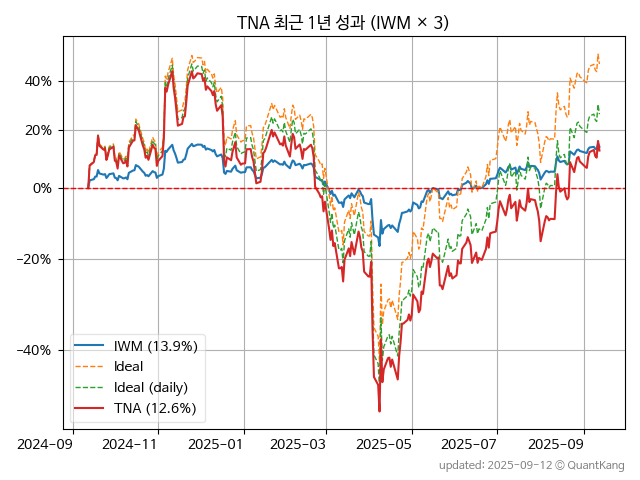 TNA 최근 1년 성과 (IWM × 3)
40%
20%
0%
−20%
−40%
IWM (13.9%)
Ideal
Ideal (daily)
TNA (12.6%)
2024-09 2024-11 2025-01 2025-03 2025-05 2025-07 2025-09
updated: 2025-09-12 © QuantKang